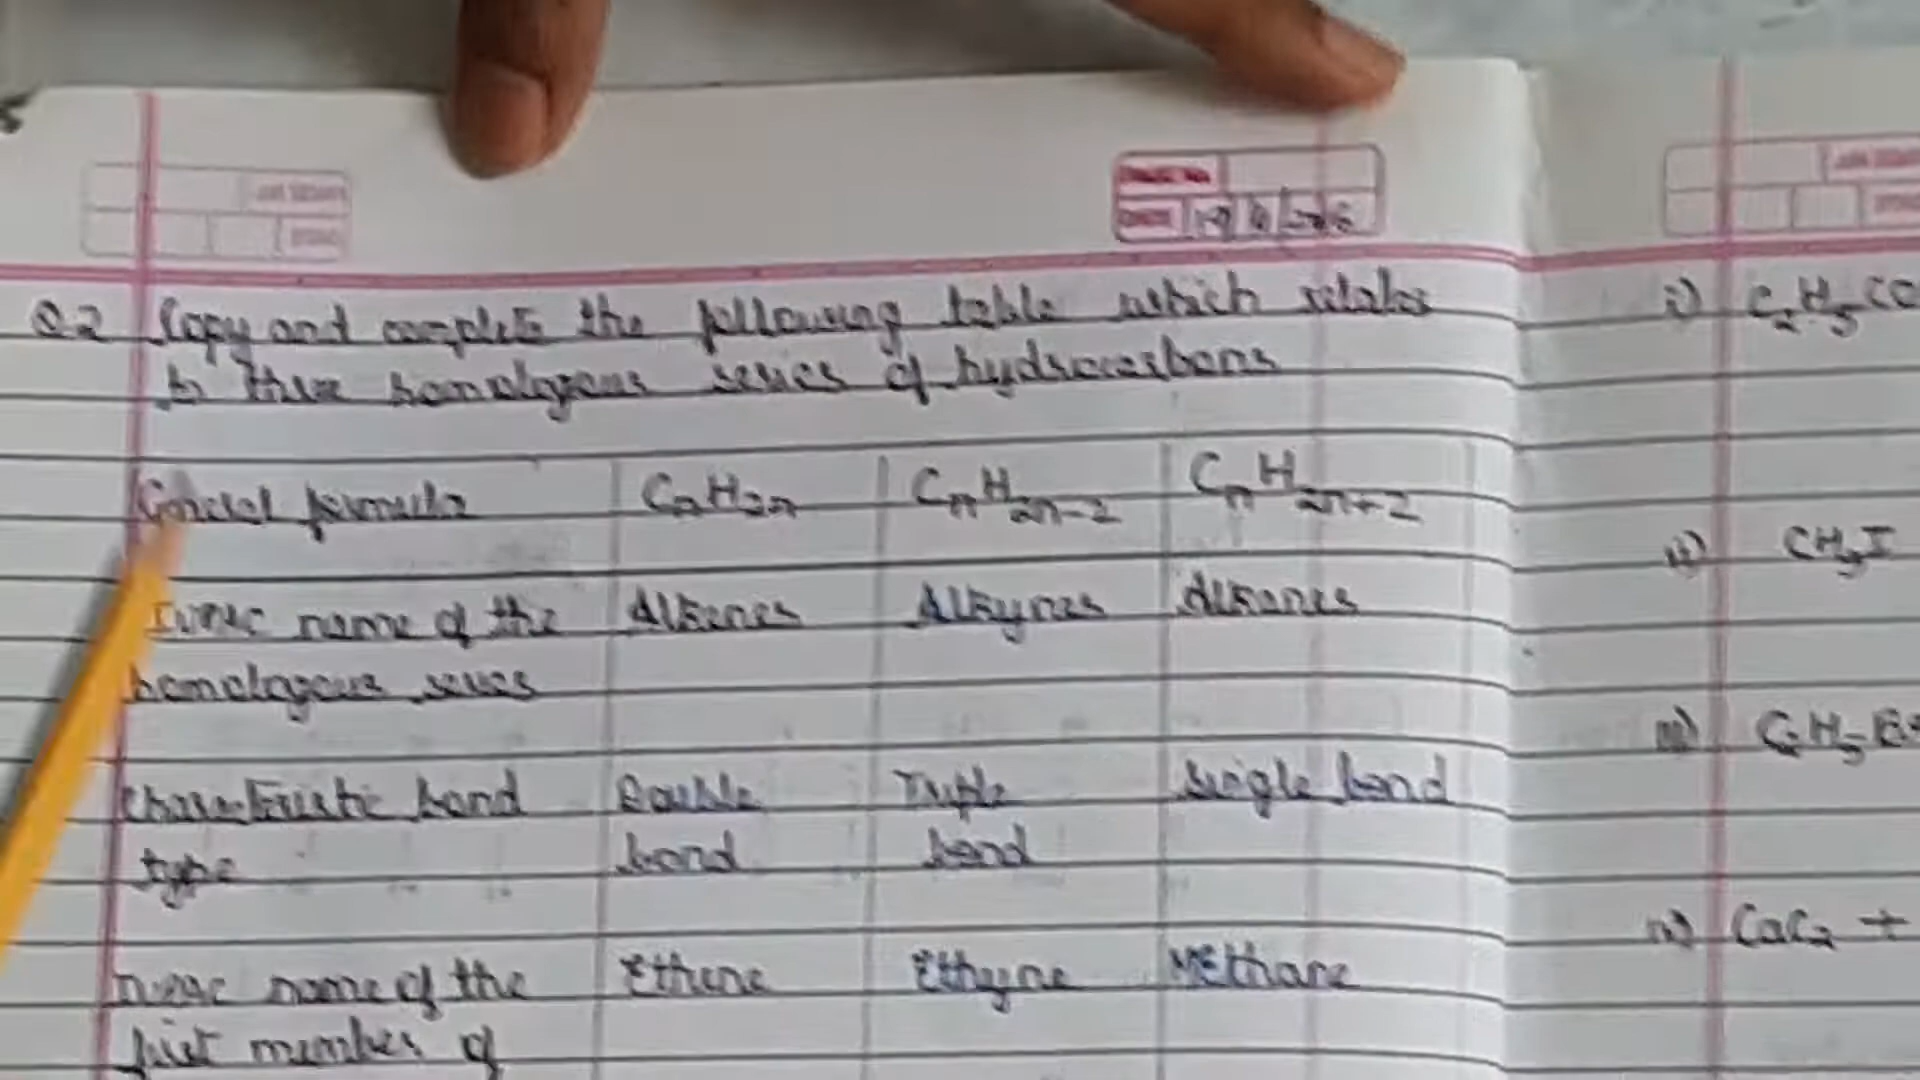 Q.2 Copy and complete the following table which relates
to three homologous series of hydrocarbons
General formula CnH2n CnH2n-2 CnH2n+2
IUPAC name of the Alkenes Alkynes Alkanes
homologous series
Characteristic bond Double Triple Single bond
type bond bond
IUPAC name of the Ethene Ethyne Methane
first member of
i) C2H5
ii) CH3I
iii) C2H5
iv) CaC2 +